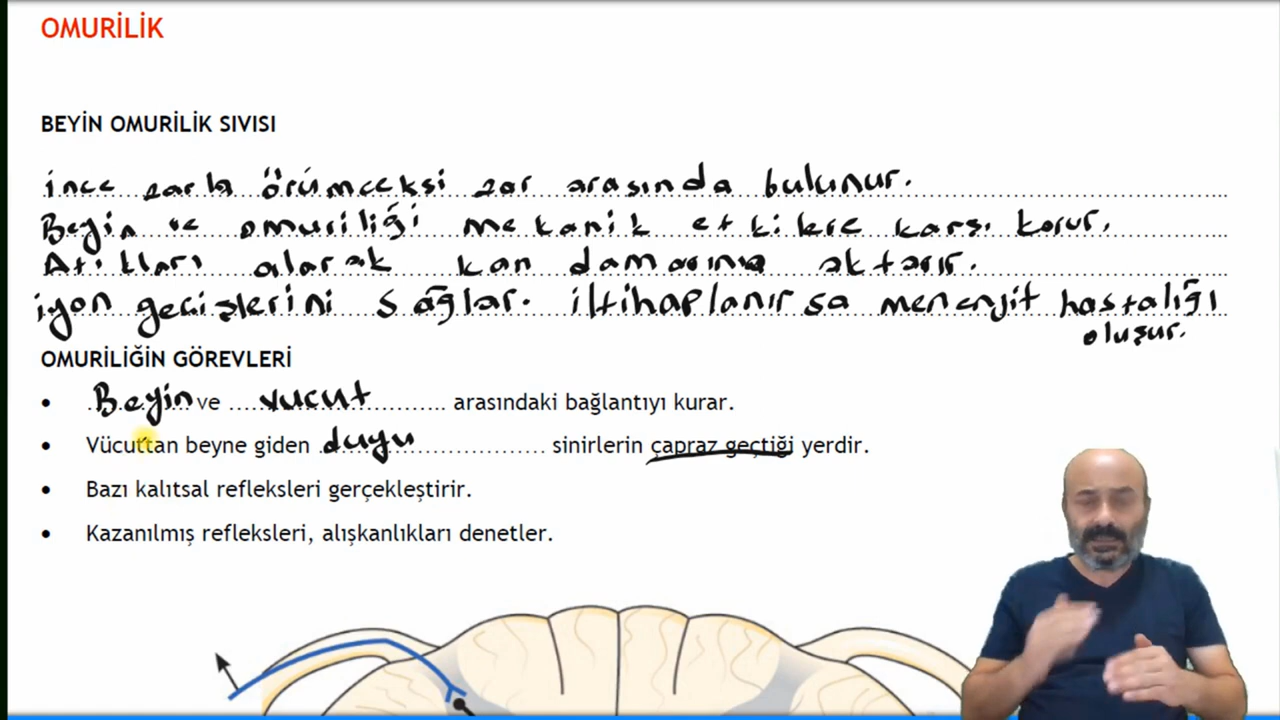 OMURİLİK
BEYİN OMURİLİK SIVISI
ince zarla örümceksi zar arasında bulunur.
Beyin ve omuriliği mekanik etkilere karşı korur.
Atıkları alarak kan damarına aktarır.
iyon geçişlerini sağlar. iltihaplanırsa menenjit hastalığı
oluşur.
OMURİLİĞİN GÖREVLERİ
• Beyin ve vucut arasındaki bağlantıyı kurar.
• Vücuttan beyne giden duyu sinirlerin çapraz geçtiği yerdir.
• Bazı kalıtsal refleksleri gerçekleştirir.
• Kazanılmış refleksleri, alışkanlıkları denetler.